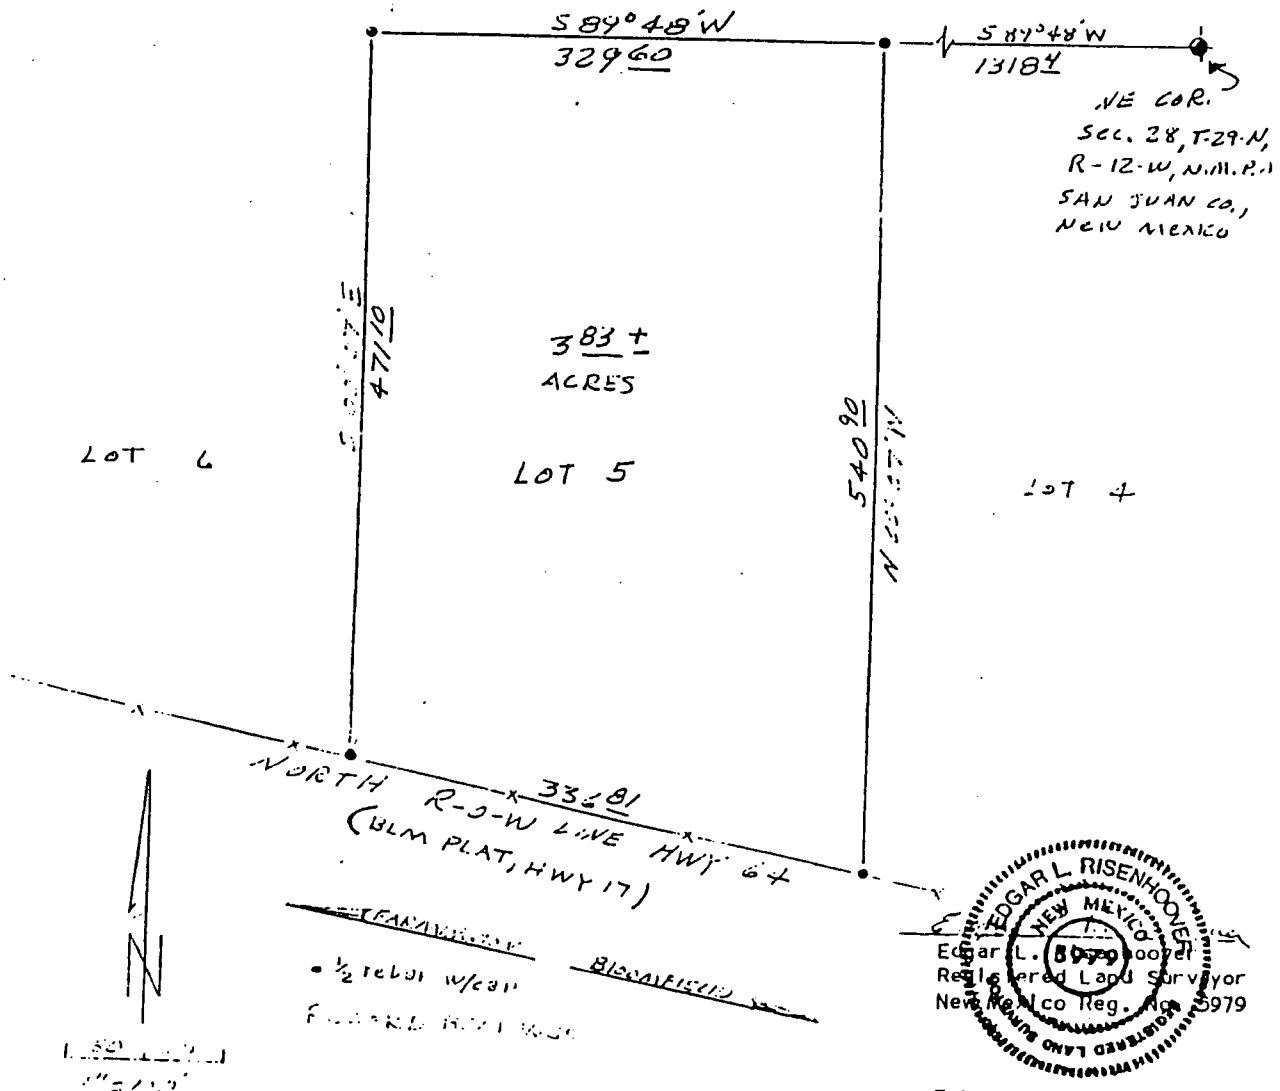 S 89° 48' W
329 60
S 89° 48' W
1318 4
NE COR.
SEC. 28, T-29-N,
R-12-W, N.M.P.
SAN JUAN CO.,
NEW MEXICO
471 10
3 83 ±
ACRES
540 90
LOT 6
LOT 5
LOT 4
NORTH R-O-W LINE HWY 64
336 81
(BLM PLAT, HWY 17)
BLOOMFIELD
• 1/2 rebar w/cap
N
EDGAR L. RISENHOOVER
NEW MEXICO
5979
REGISTERED LAND SURVEYOR
Edgar L. Risenhoover
Registered Land Surveyor
New Mexico Reg. No. 5979